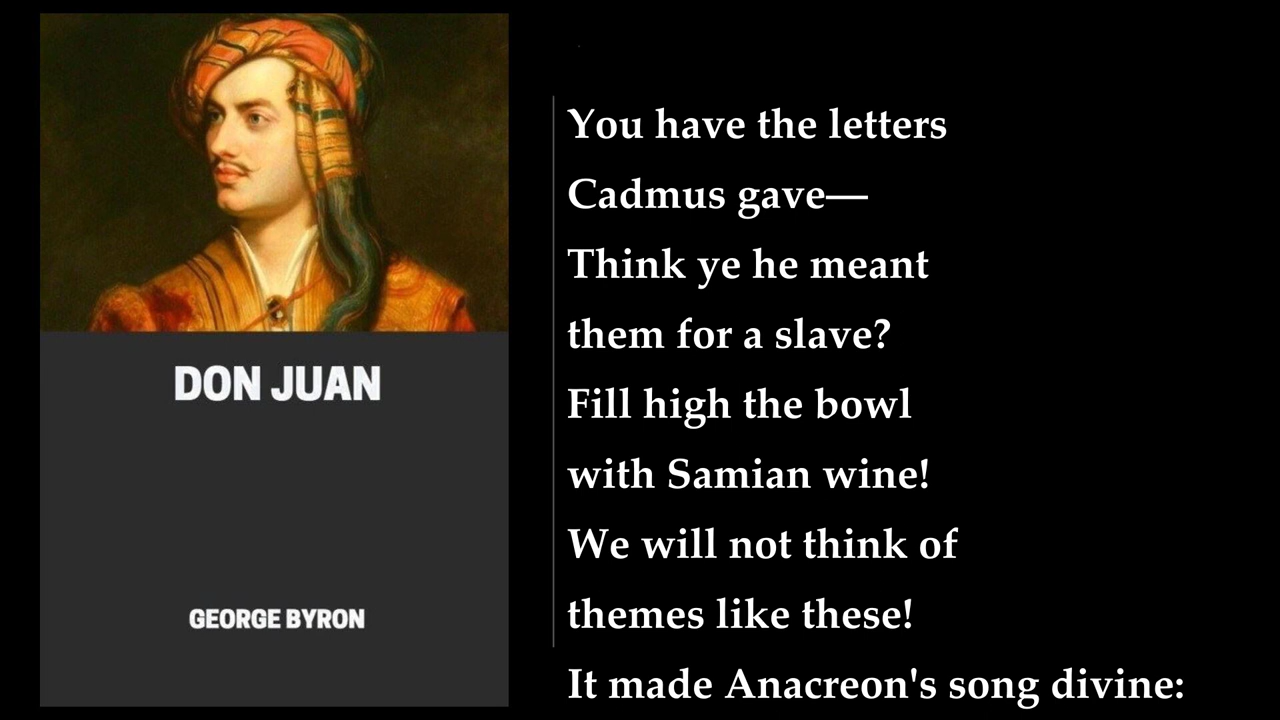 DON JUAN
GEORGE BYRON
You have the letters
Cadmus gave—
Think ye he meant
them for a slave?
Fill high the bowl
with Samian wine!
We will not think of
themes like these!
It made Anacreon's song divine: